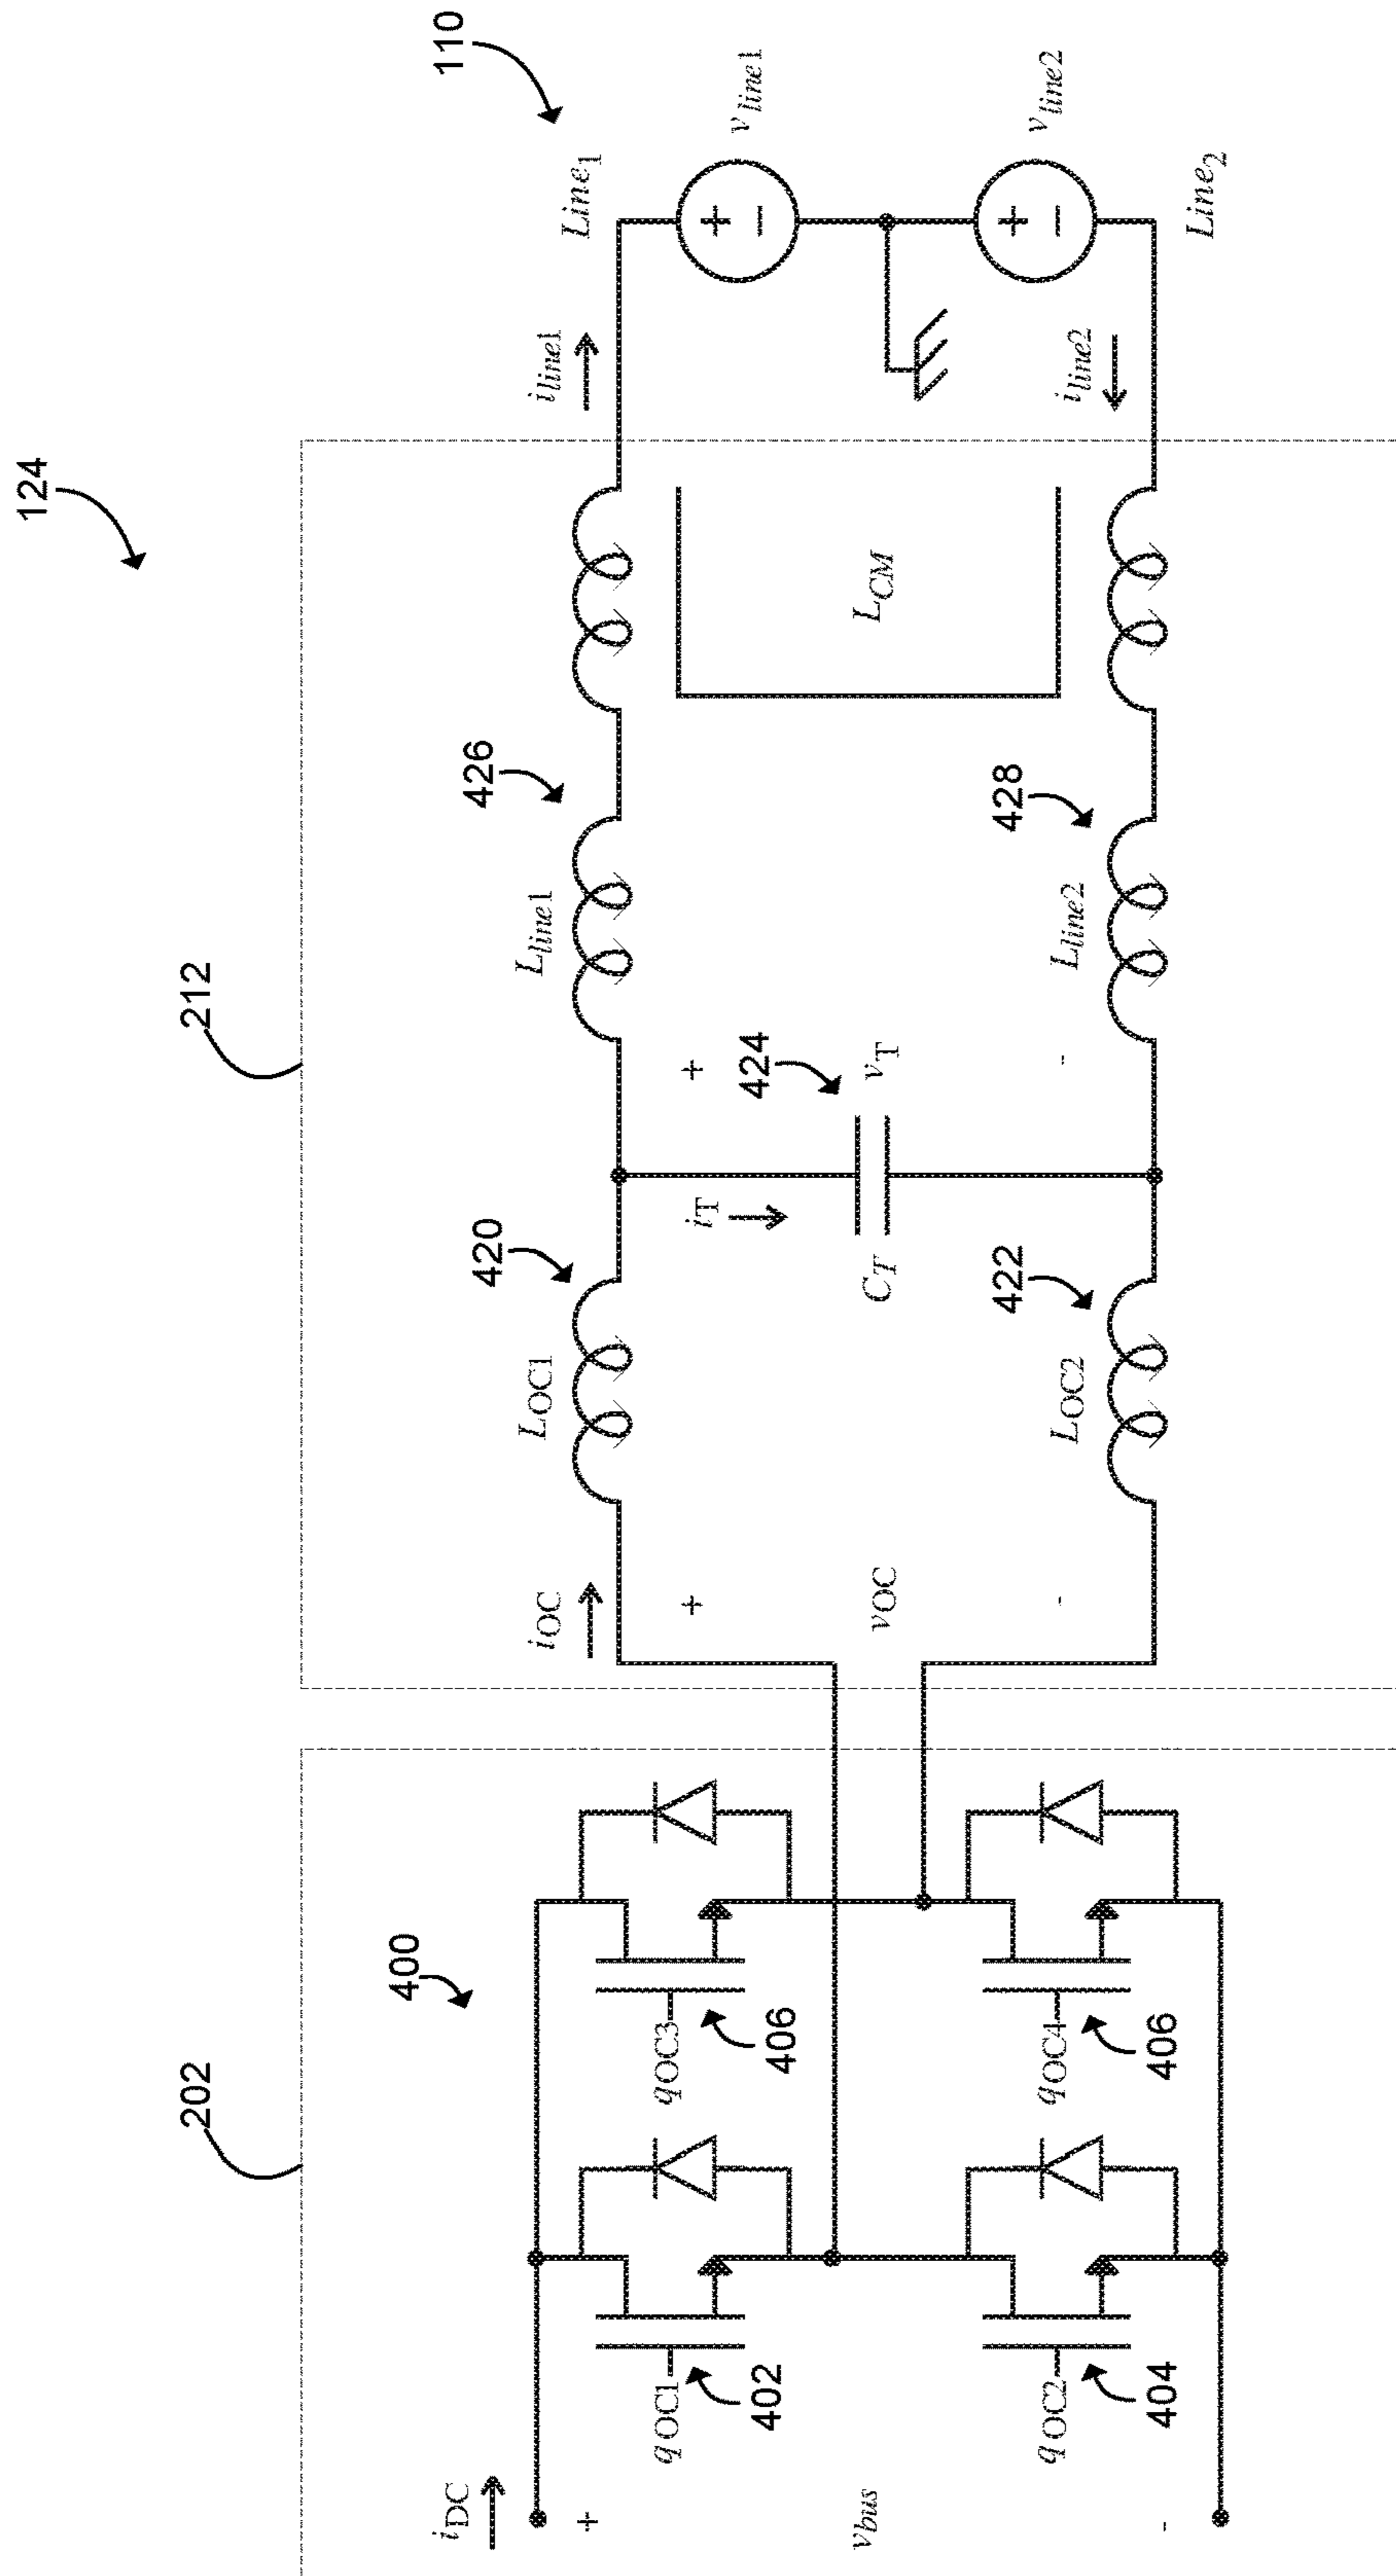 124
202
212
110
400
i_DC
+
v_bus
-
q_OC1
402
q_OC2
404
q_OC3
406
q_OC4
406
i_OC
+
v_OC
-
L_OC1
420
L_OC2
422
i_T
C_T
424
+
v_T
-
L_line1
426
L_line2
428
L_CM
i_line1
i_line2
Line_1
+
-
v_line1
+
-
v_line2
Line_2